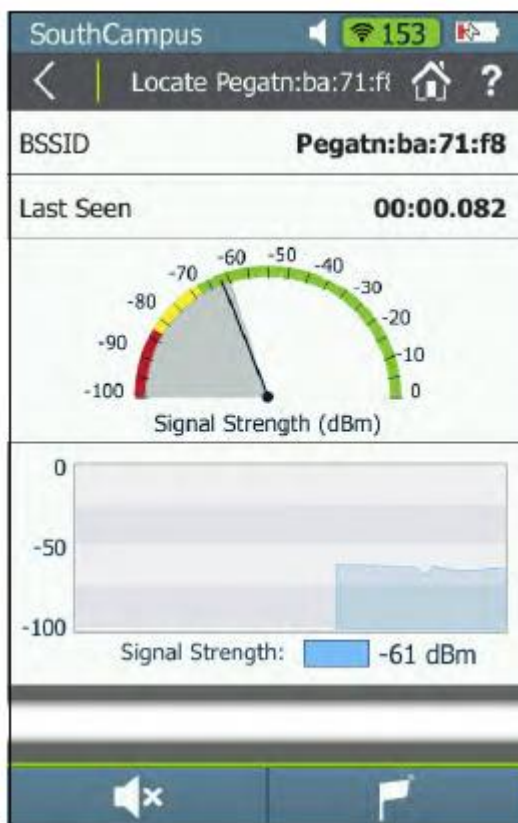 SouthCampus 153
Locate Pegatn:ba:71:f8 ?
BSSID Pegatn:ba:71:f8
Last Seen 00:00.082
-100
-90
-80
-70
-60
-50
-40
-30
-20
-10
0
Signal Strength (dBm)
0
-50
-100
Signal Strength: -61 dBm